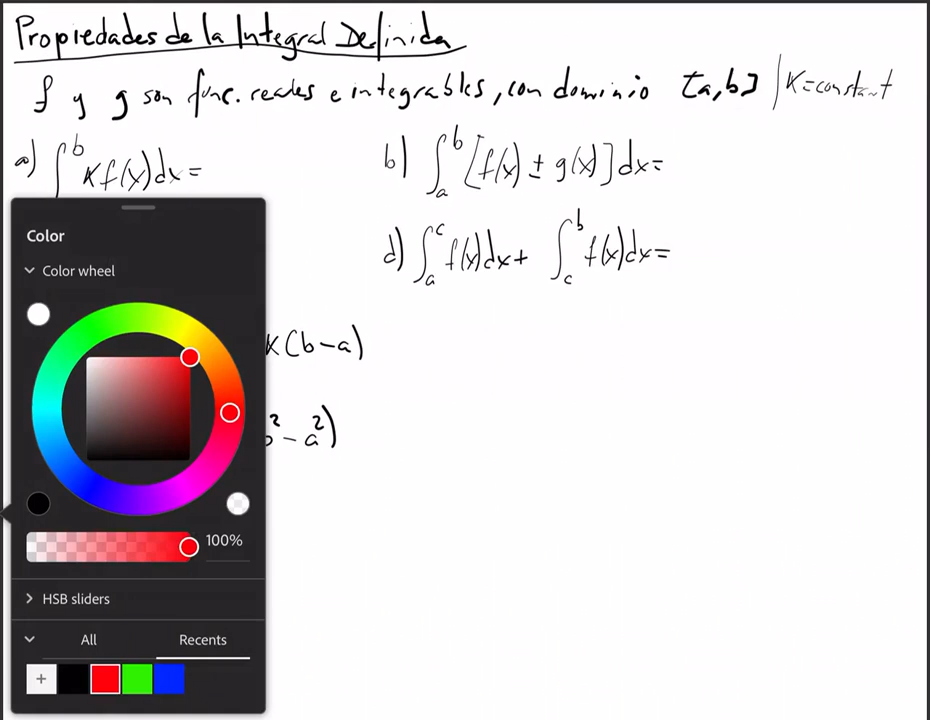 Propiedades de la Integral Definida
f y g son func. reales e integrables, con dominio [a,b] | K=constant
a) ∫_a^b K f(x)dx =
b) ∫_a^b [f(x) ± g(x)] dx =
d) ∫_a^c f(x)dx + ∫_c^b f(x)dx =
K(b-a)
b² - a²)
Color
Color wheel
100%
HSB sliders
All Recents